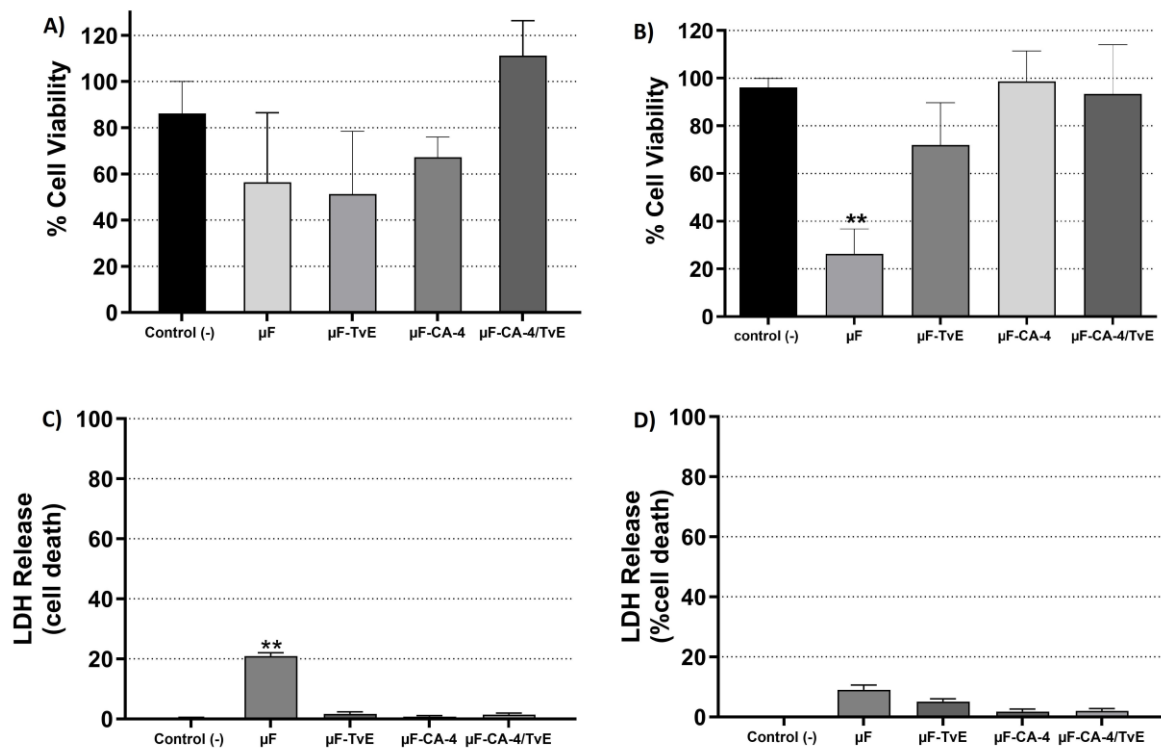 A)
% Cell Viability
120
100
80
60
40
20
0
Control (-) µF µF-TvE µF-CA-4 µF-CA-4/TvE
B)
% Cell Viability
120
100
80
60
40
20
0
**
control (-) µF µF-TvE µF-CA-4 µF-CA-4/TvE
C)
LDH Release
(cell death)
100
80
60
40
20
0
**
Control (-) µF µF-TvE µF-CA-4 µF-CA-4/TvE
D)
LDH Release
(%cell death)
100
80
60
40
20
0
Control (-) µF µF-TvE µF-CA-4 µF-CA-4/TvE